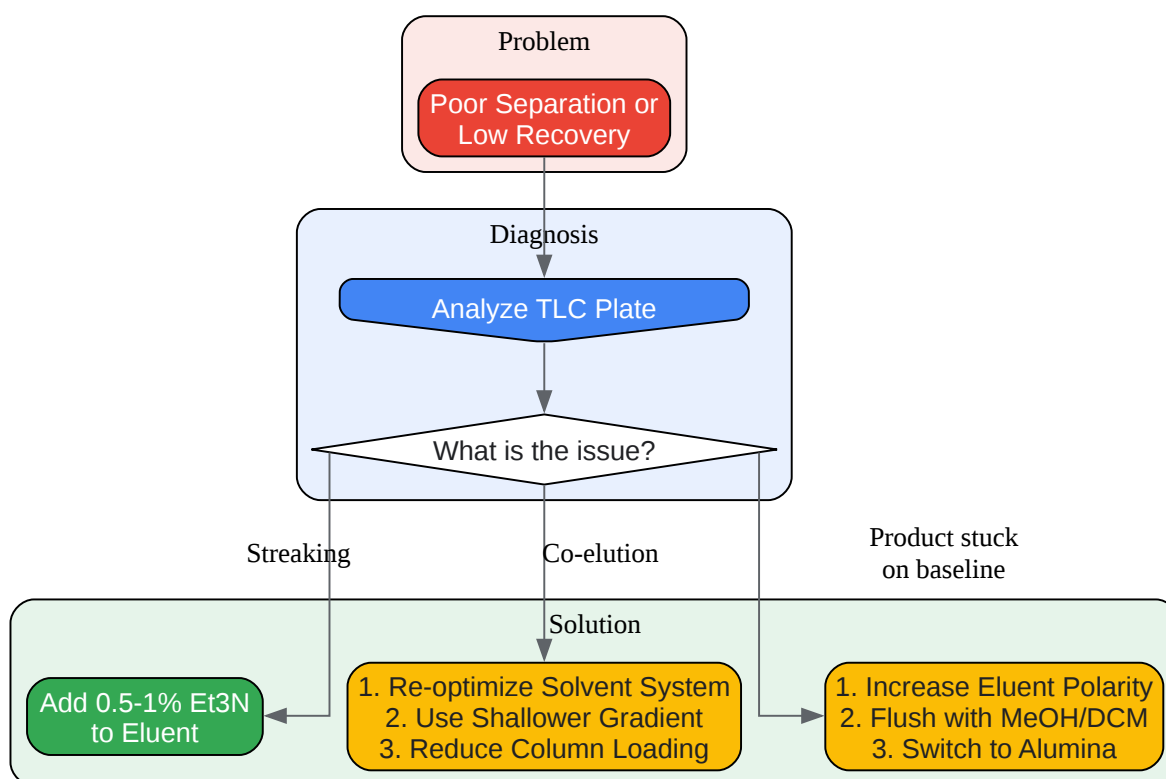 Problem
Poor Separation or
Low Recovery
Diagnosis
Analyze TLC Plate
What is the issue?
Streaking
Co-elution
Product stuck
on baseline
Solution
Add 0.5-1% Et3N
to Eluent
1. Re-optimize Solvent System
2. Use Shallower Gradient
3. Reduce Column Loading
1. Increase Eluent Polarity
2. Flush with MeOH/DCM
3. Switch to Alumina